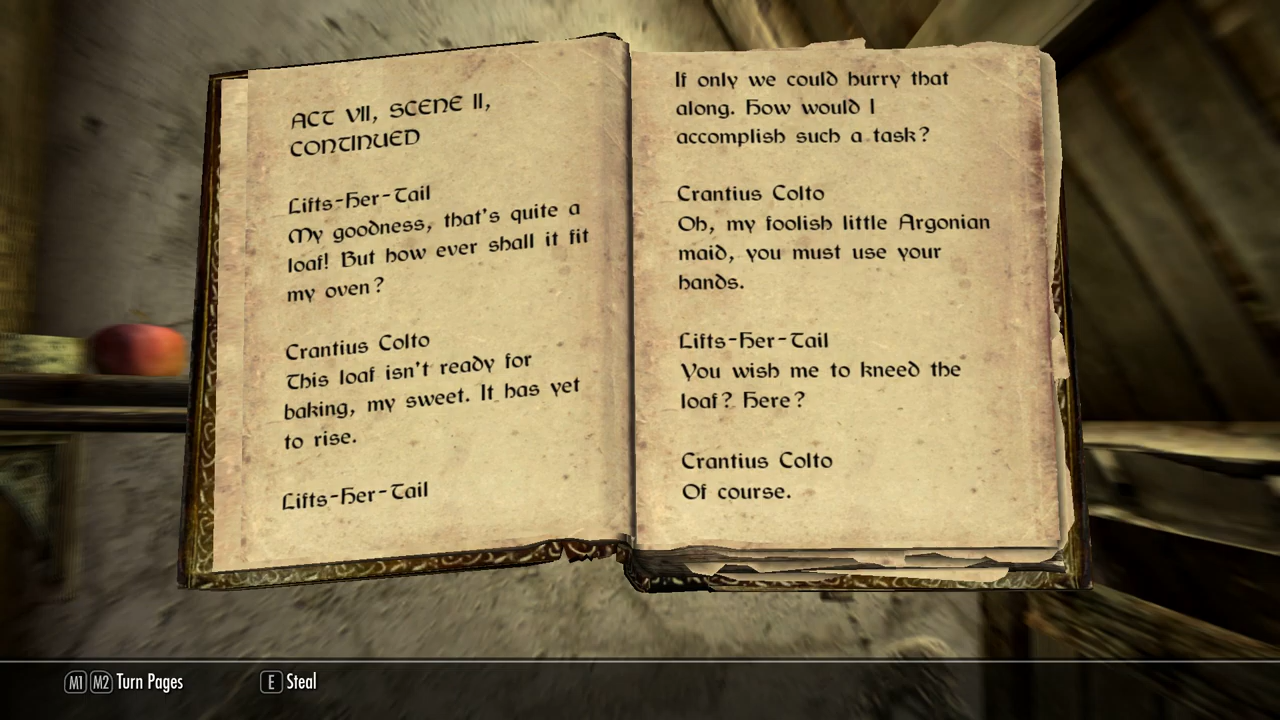 ACT VII, SCENE II,
CONTINUED
Lifts-Her-Tail
My goodness, that's quite a
loaf! But how ever shall it fit
my oven?
Crantius Colto
This loaf isn't ready for
baking, my sweet. It has yet
to rise.
Lifts-Her-Tail
If only we could hurry that
along. How would I
accomplish such a task?
Crantius Colto
Oh, my foolish little Argonian
maid, you must use your
hands.
Lifts-Her-Tail
You wish me to kneed the
loaf? Here?
Crantius Colto
Of course.
M1 M2 Turn Pages
E Steal